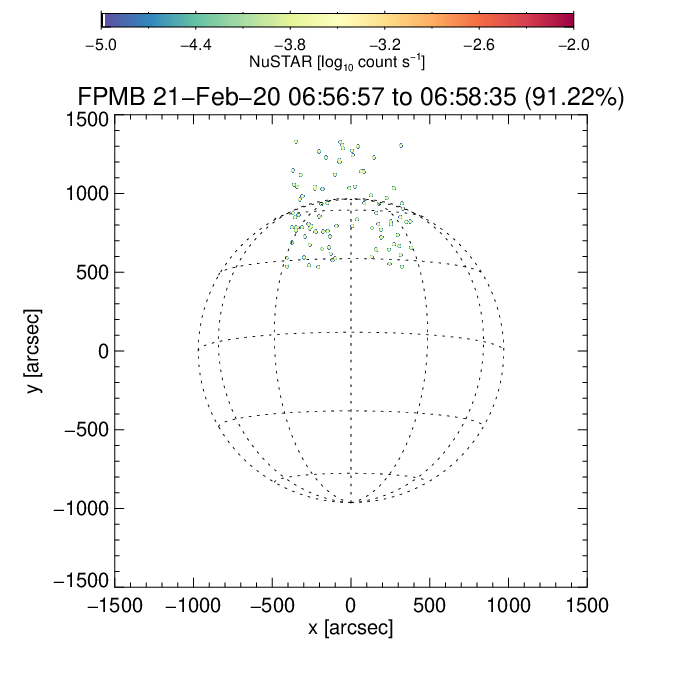 −5.0 −4.4 −3.8 −3.2 −2.6 −2.0
NuSTAR [log₁₀ count s⁻¹]
FPMB 21−Feb−20 06:56:57 to 06:58:35 (91.22%)
1500
1000
500
0
−500
−1000
−1500
y [arcsec]
−1500 −1000 −500 0 500 1000 1500
x [arcsec]